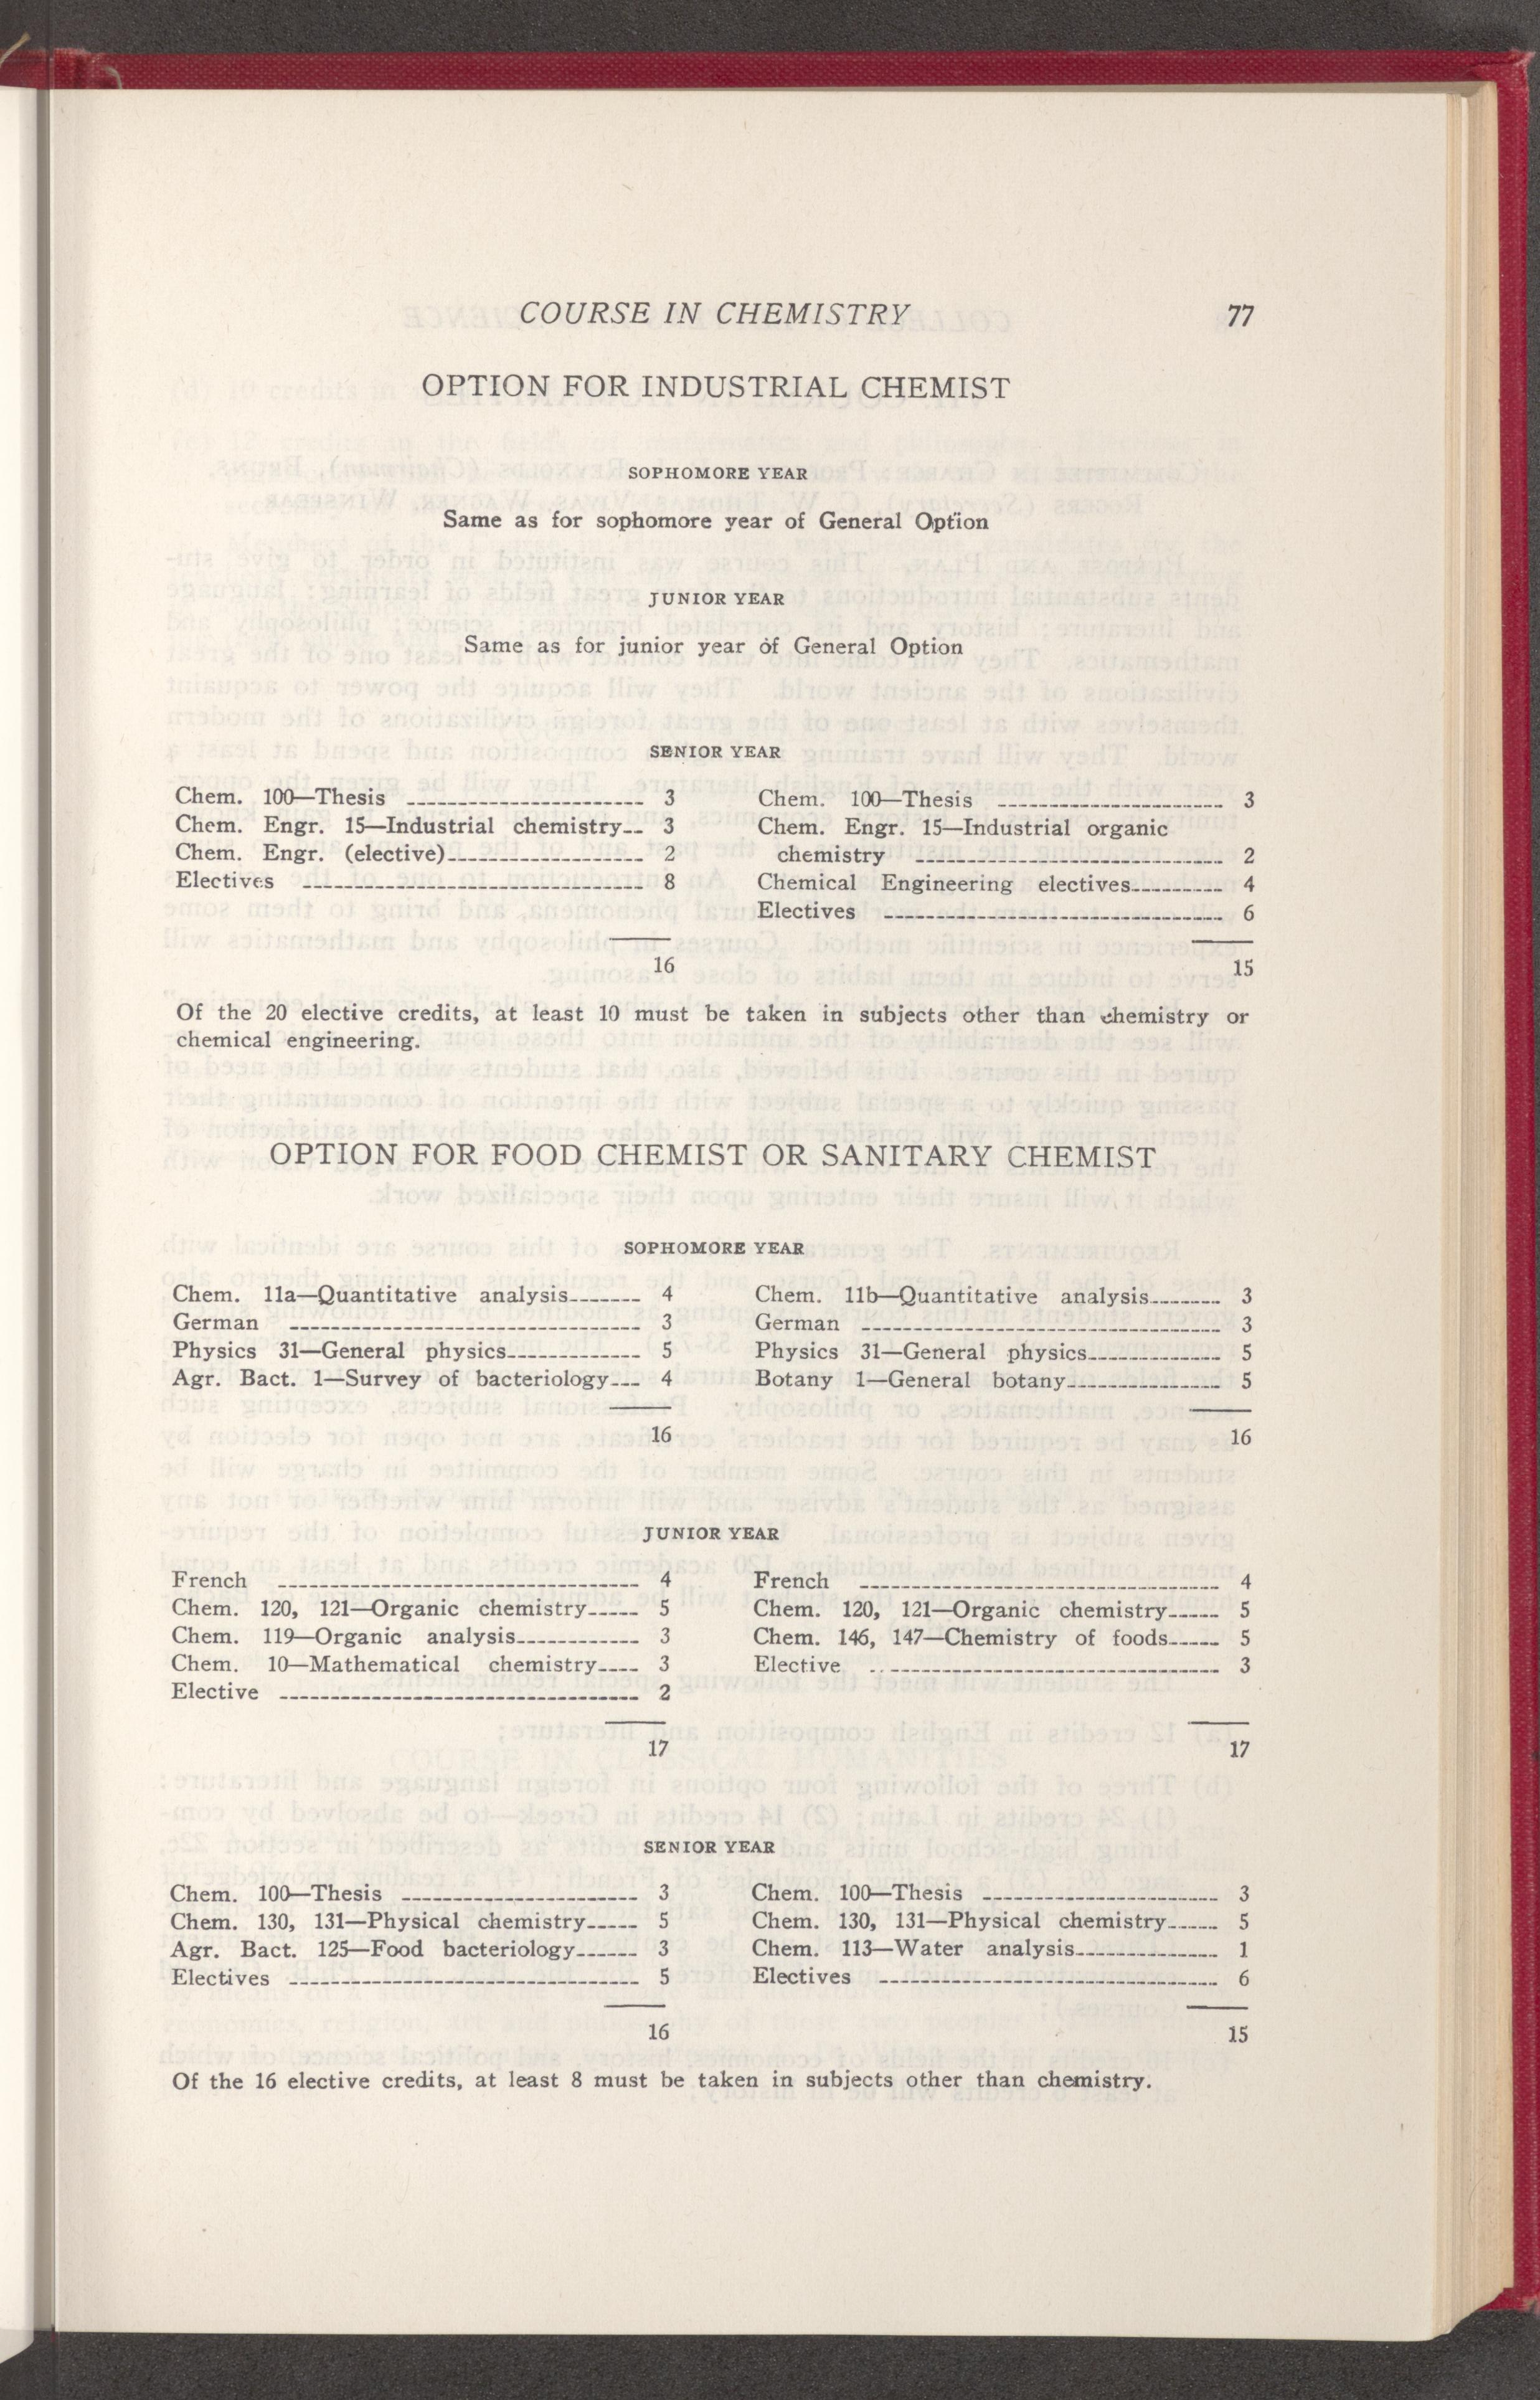 COURSE IN CHEMISTRY 77
OPTION FOR INDUSTRIAL CHEMIST
SOPHOMORE YEAR
Same as for sophomore year of General Option
JUNIOR YEAR
Same as for junior year of General Option
SENIOR YEAR
Chem. 100—Thesis 3
Chem. Engr. 15—Industrial chemistry 3
Chem. Engr. (elective) 2
Electives 8
16
Chem. 100—Thesis 3
Chem. Engr. 15—Industrial organic
chemistry 2
Chemical Engineering electives 4
Electives 6
15
Of the 20 elective credits, at least 10 must be taken in subjects other than chemistry or
chemical engineering.
OPTION FOR FOOD CHEMIST OR SANITARY CHEMIST
SOPHOMORE YEAR
Chem. 11a—Quantitative analysis 4
German 3
Physics 31—General physics 5
Agr. Bact. 1—Survey of bacteriology 4
16
Chem. 11b—Quantitative analysis 3
German 3
Physics 31—General physics 5
Botany 1—General botany 5
16
JUNIOR YEAR
French 4
Chem. 120, 121—Organic chemistry 5
Chem. 119—Organic analysis 3
Chem. 10—Mathematical chemistry 3
Elective 2
17
French 4
Chem. 120, 121—Organic chemistry 5
Chem. 146, 147—Chemistry of foods 5
Elective 3
17
SENIOR YEAR
Chem. 100—Thesis 3
Chem. 130, 131—Physical chemistry 5
Agr. Bact. 125—Food bacteriology 3
Electives 5
16
Chem. 100—Thesis 3
Chem. 130, 131—Physical chemistry 5
Chem. 113—Water analysis 1
Electives 6
15
Of the 16 elective credits, at least 8 must be taken in subjects other than chemistry.